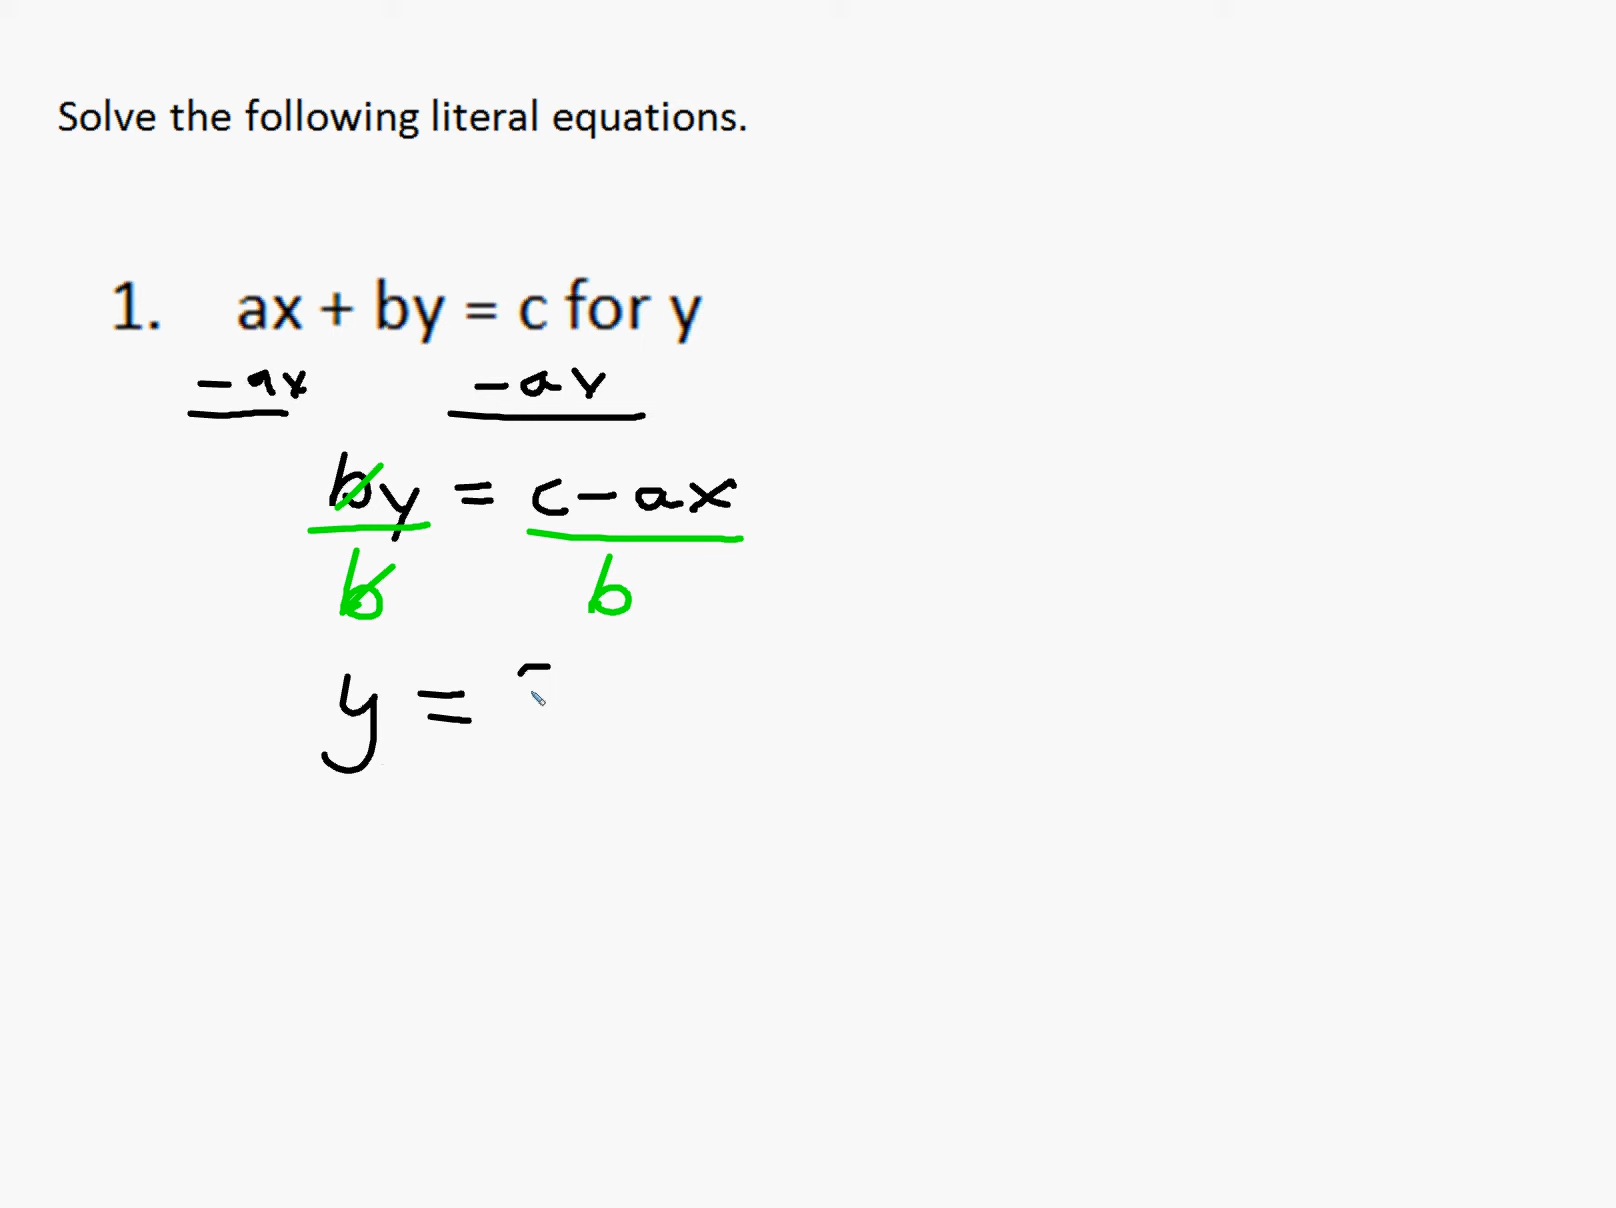 Solve the following literal equations.
1. ax + by = c for y
- ax - ax
by = c - ax
b b
y =